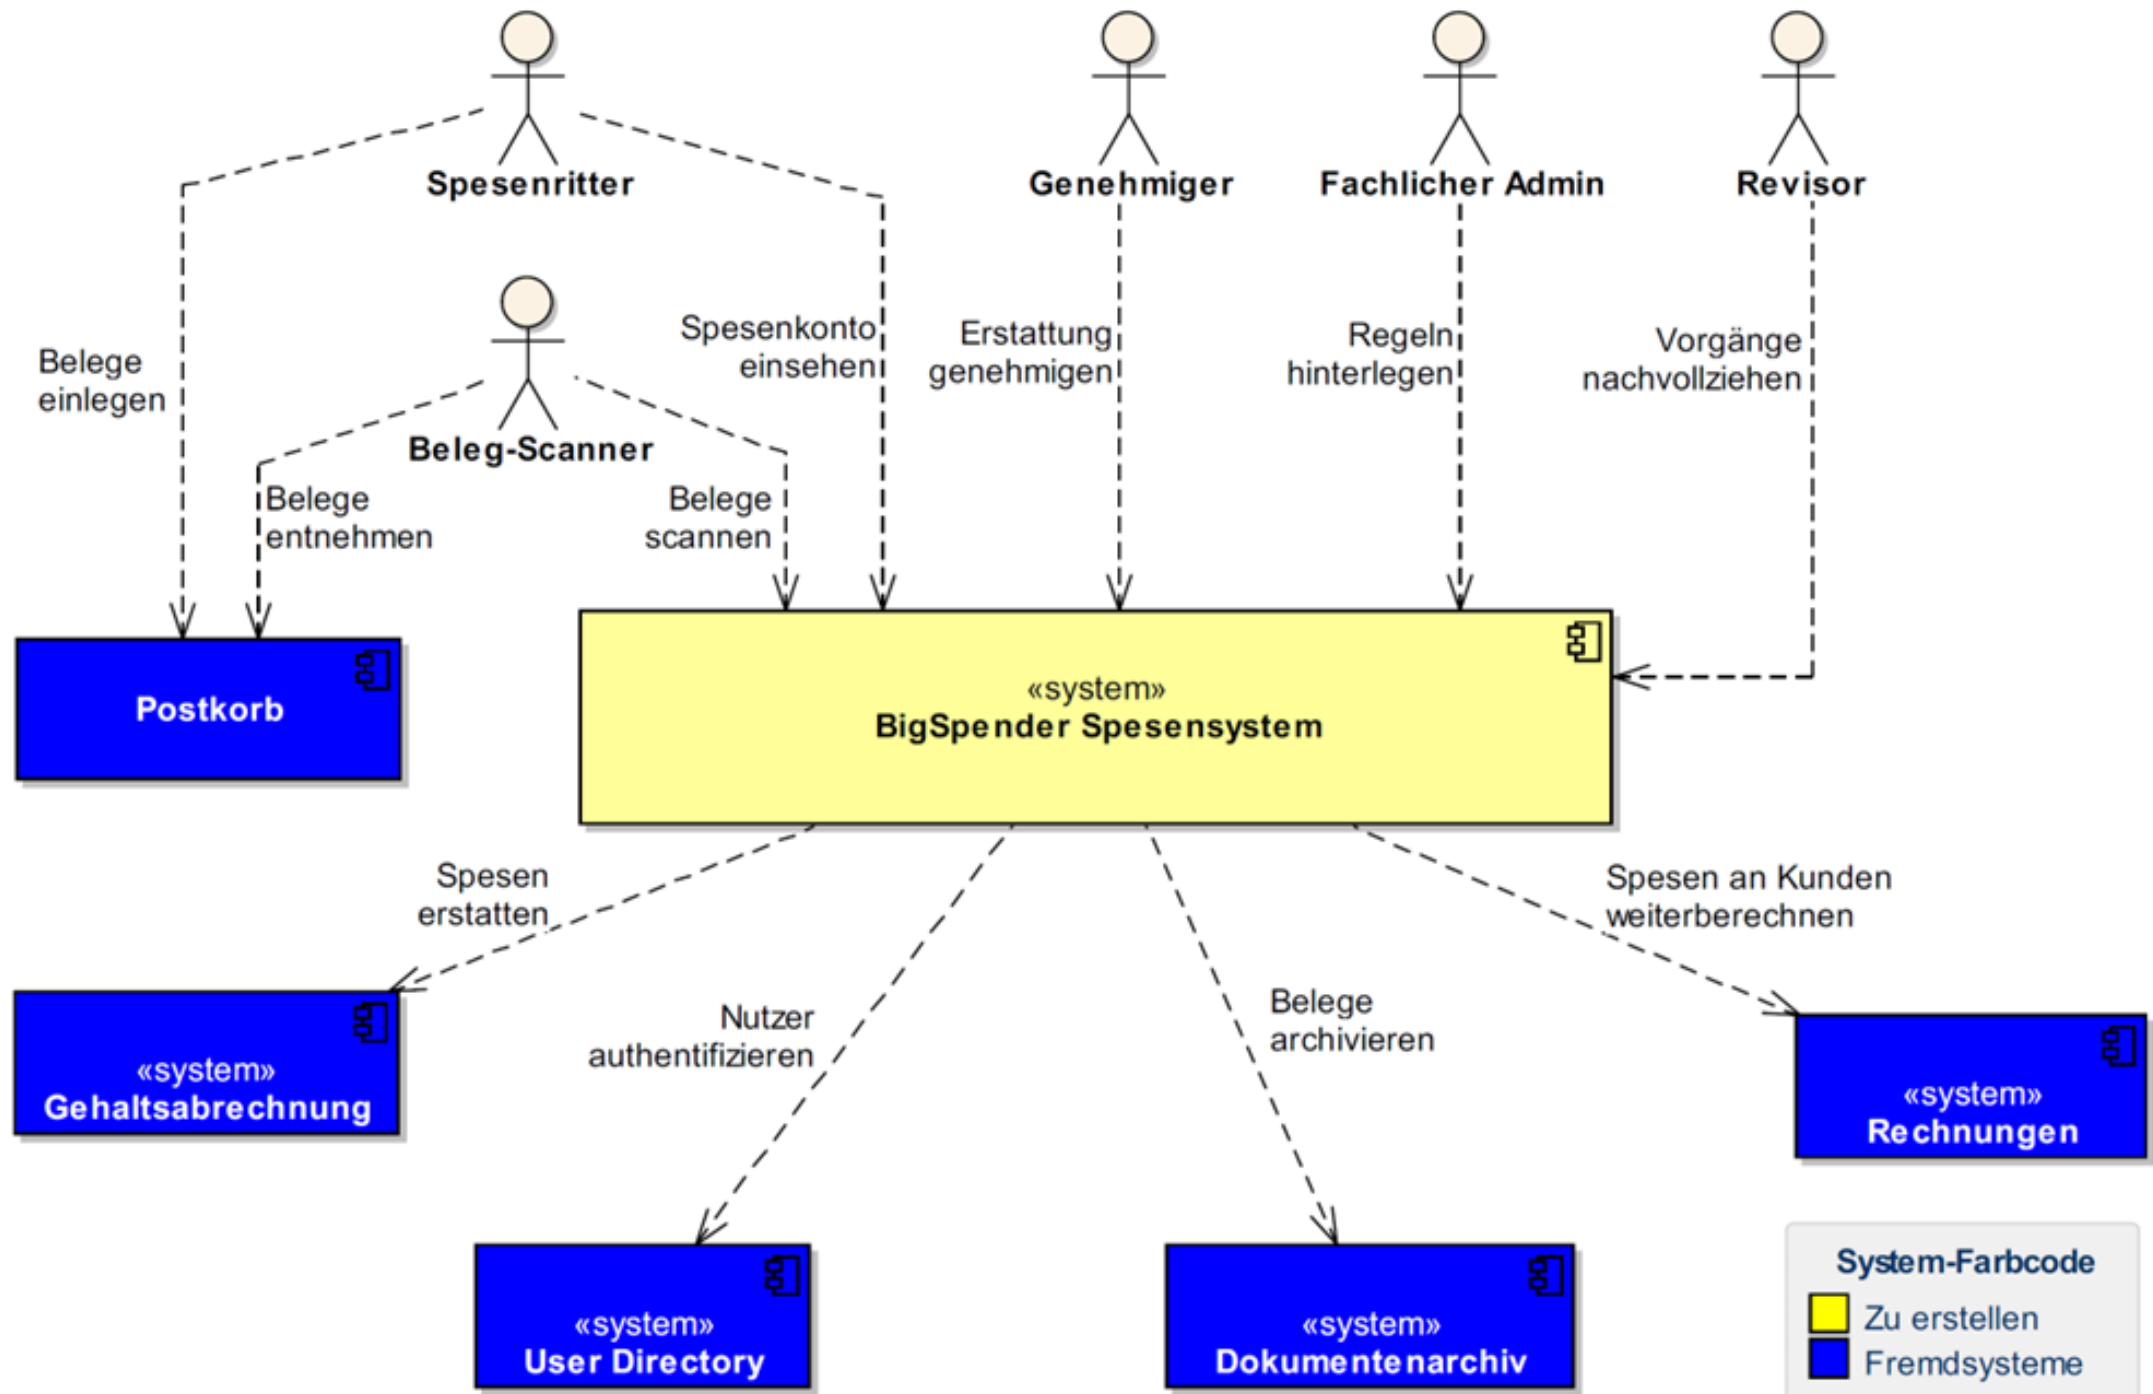 Spesenritter
Genehmiger
Fachlicher Admin
Revisor
Belege
einlegen
Spesenkonto
einsehen
Erstattung
genehmigen
Regeln
hinterlegen
Vorgänge
nachvollziehen
Beleg-Scanner
Belege
entnehmen
Belege
scannen
Postkorb
«system»
BigSpender Spesensystem
Spesen
erstatten
Nutzer
authentifizieren
Belege
archivieren
Spesen an Kunden
weiterberechnen
«system»
Gehaltsabrechnung
«system»
User Directory
«system»
Dokumentenarchiv
«system»
Rechnungen
System-Farbcode
Zu erstellen
Fremdsysteme